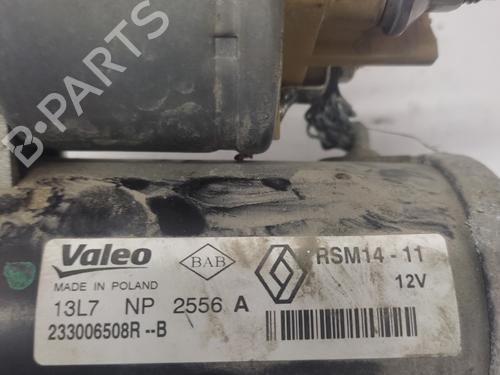 B-PARTS
Valeo
MADE IN POLAND
BAB
RSM14-11
12V
13L7 NP 2556 A
233006508R--B